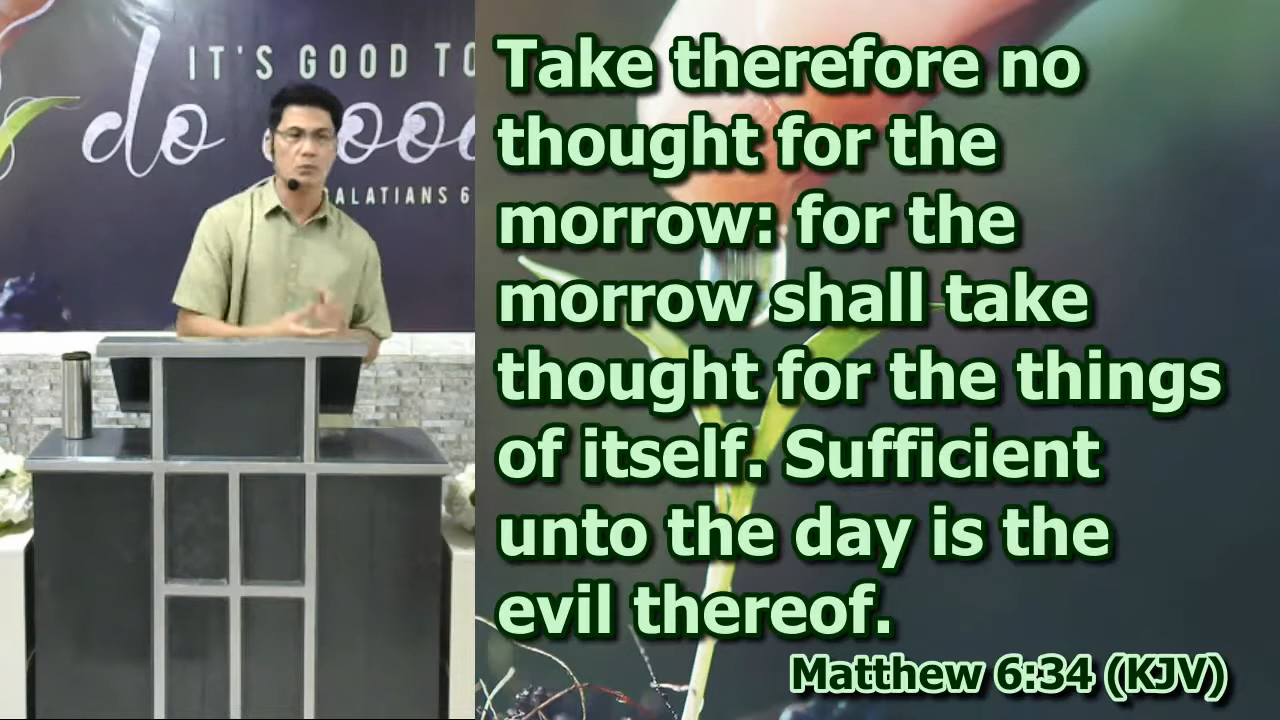 IT'S GOOD TO
do
ALATIANS 6
Take therefore no
thought for the
morrow: for the
morrow shall take
thought for the things
of itself. Sufficient
unto the day is the
evil thereof.
Matthew 6:34 (KJV)